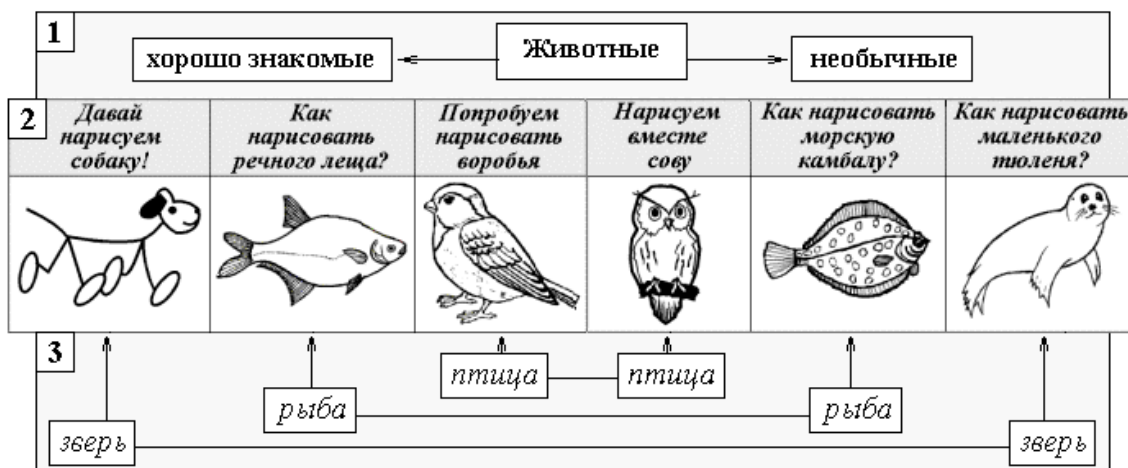 1
Животные
хорошо знакомые
необычные
2
Давай
нарисуем
собаку!
Как
нарисовать
речного леща?
Попробуем
нарисовать
воробья
Нарисуем
вместе
сову
Как нарисовать
морскую
камбалу?
Как нарисовать
маленького
тюленя?
3
птица
птица
рыба
рыба
зверь
зверь